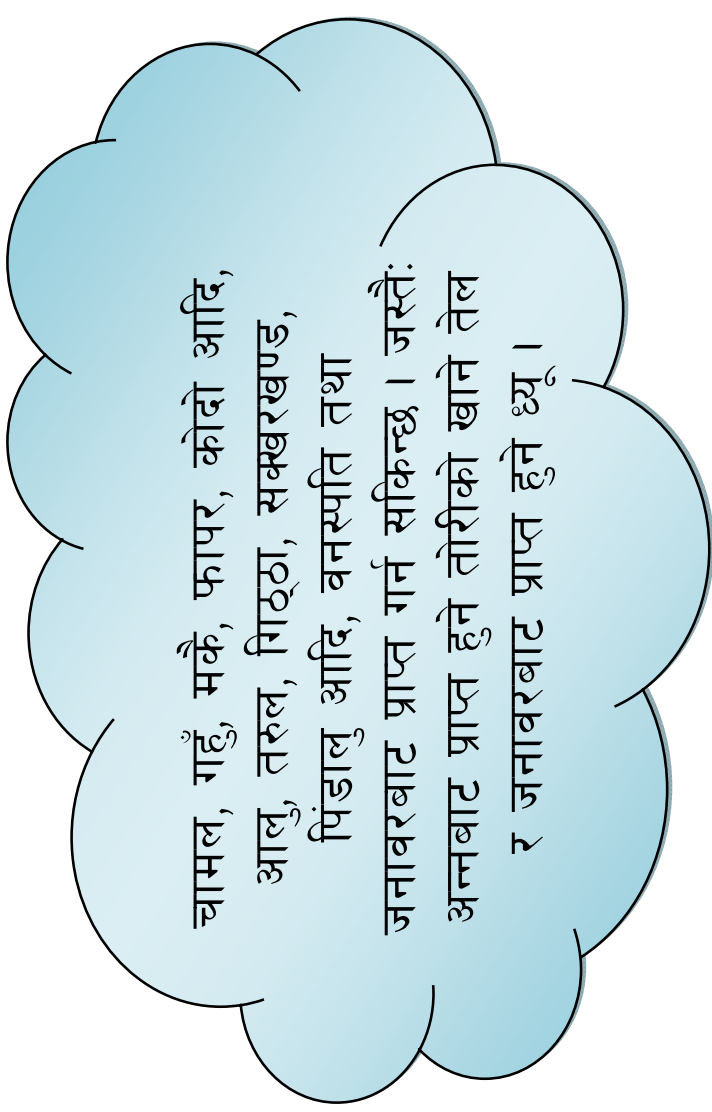 चामल, गहुँ, मकै, फापर, कोदो आदि,
आलु, तरुल, गिठ्ठा, सक्खरखण्ड,
पिंडालु आदि, वनस्पति तथा
जनावरबाट प्राप्त गर्न सकिन्छ । जस्तैः
अन्नबाट प्राप्त हुने तोरीको खाने तेल
र जनावरबाट प्राप्त हुने ध्यू ।